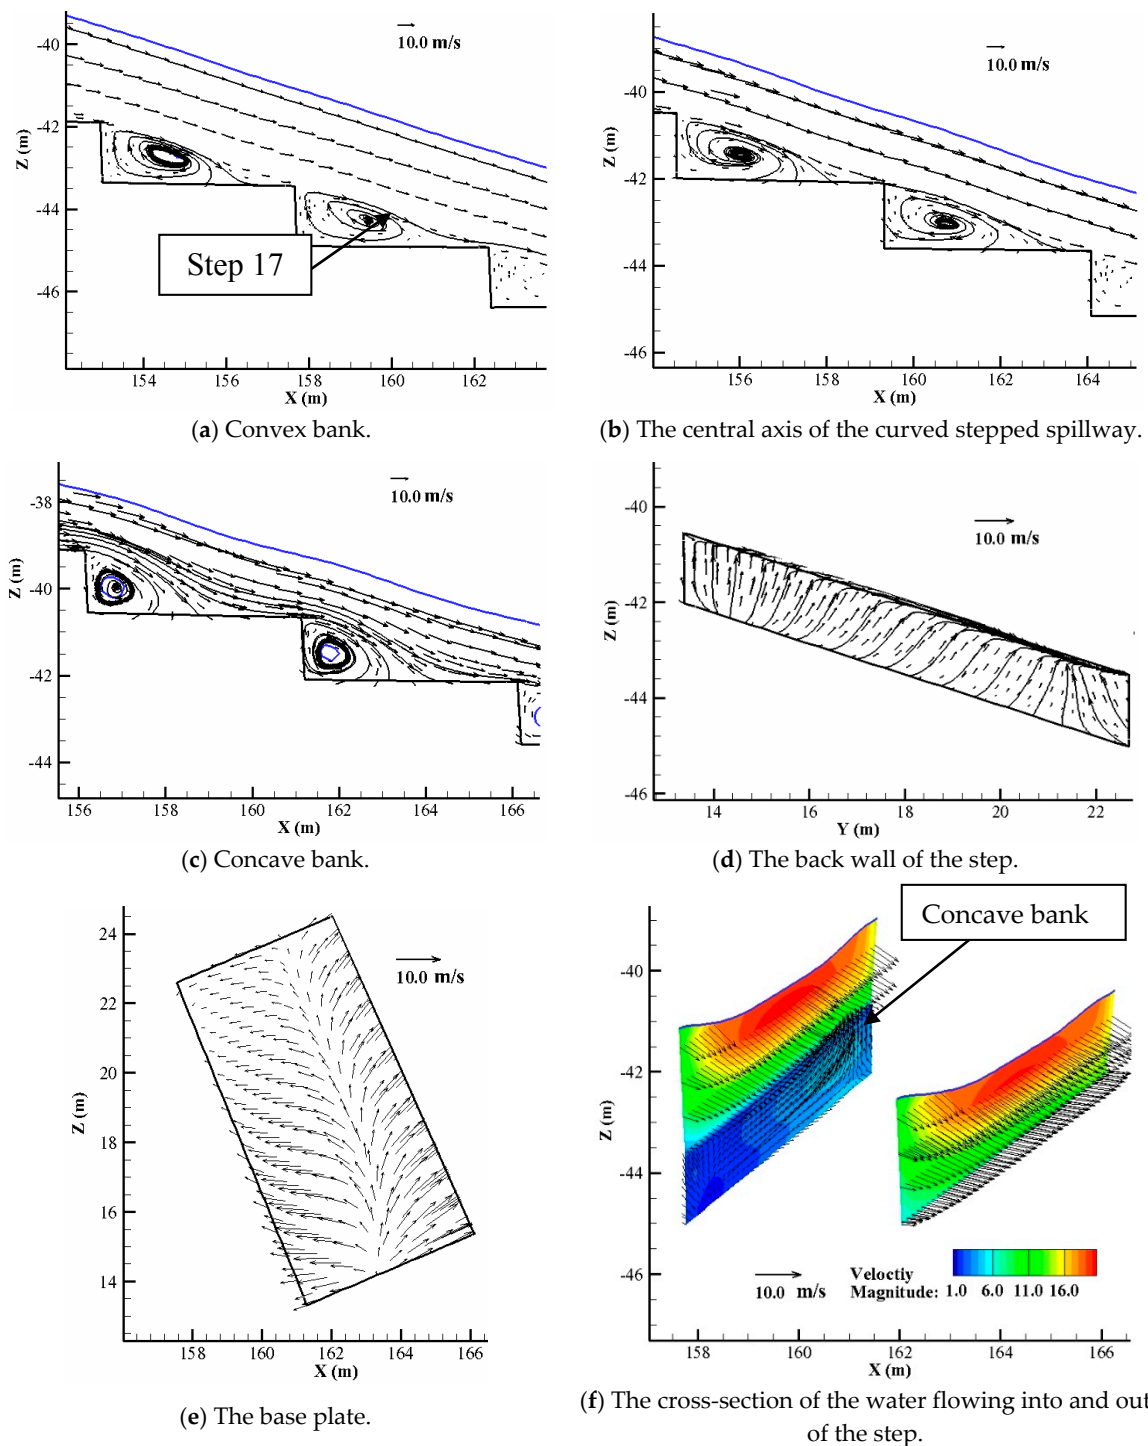 10.0 m/s
-40
-42
-44
-46
Z (m)
154
156
158
160
162
X (m)
Step 17
(a) Convex bank.
10.0 m/s
-40
-42
-44
-46
Z (m)
156
158
160
162
164
X (m)
(b) The central axis of the curved stepped spillway.
10.0 m/s
-38
-40
-42
-44
Z (m)
156
158
160
162
164
166
X (m)
(c) Concave bank.
10.0 m/s
-40
-42
-44
-46
Z (m)
14
16
18
20
22
Y (m)
(d) The back wall of the step.
10.0 m/s
24
22
20
18
16
14
Z (m)
158
160
162
164
166
X (m)
(e) The base plate.
Concave bank
-40
-42
-44
-46
Z (m)
10.0 m/s
Veloctiy
Magnitude: 1.0 6.0 11.0 16.0
158
160
162
164
166
X (m)
(f) The cross-section of the water flowing into and out
of the step.